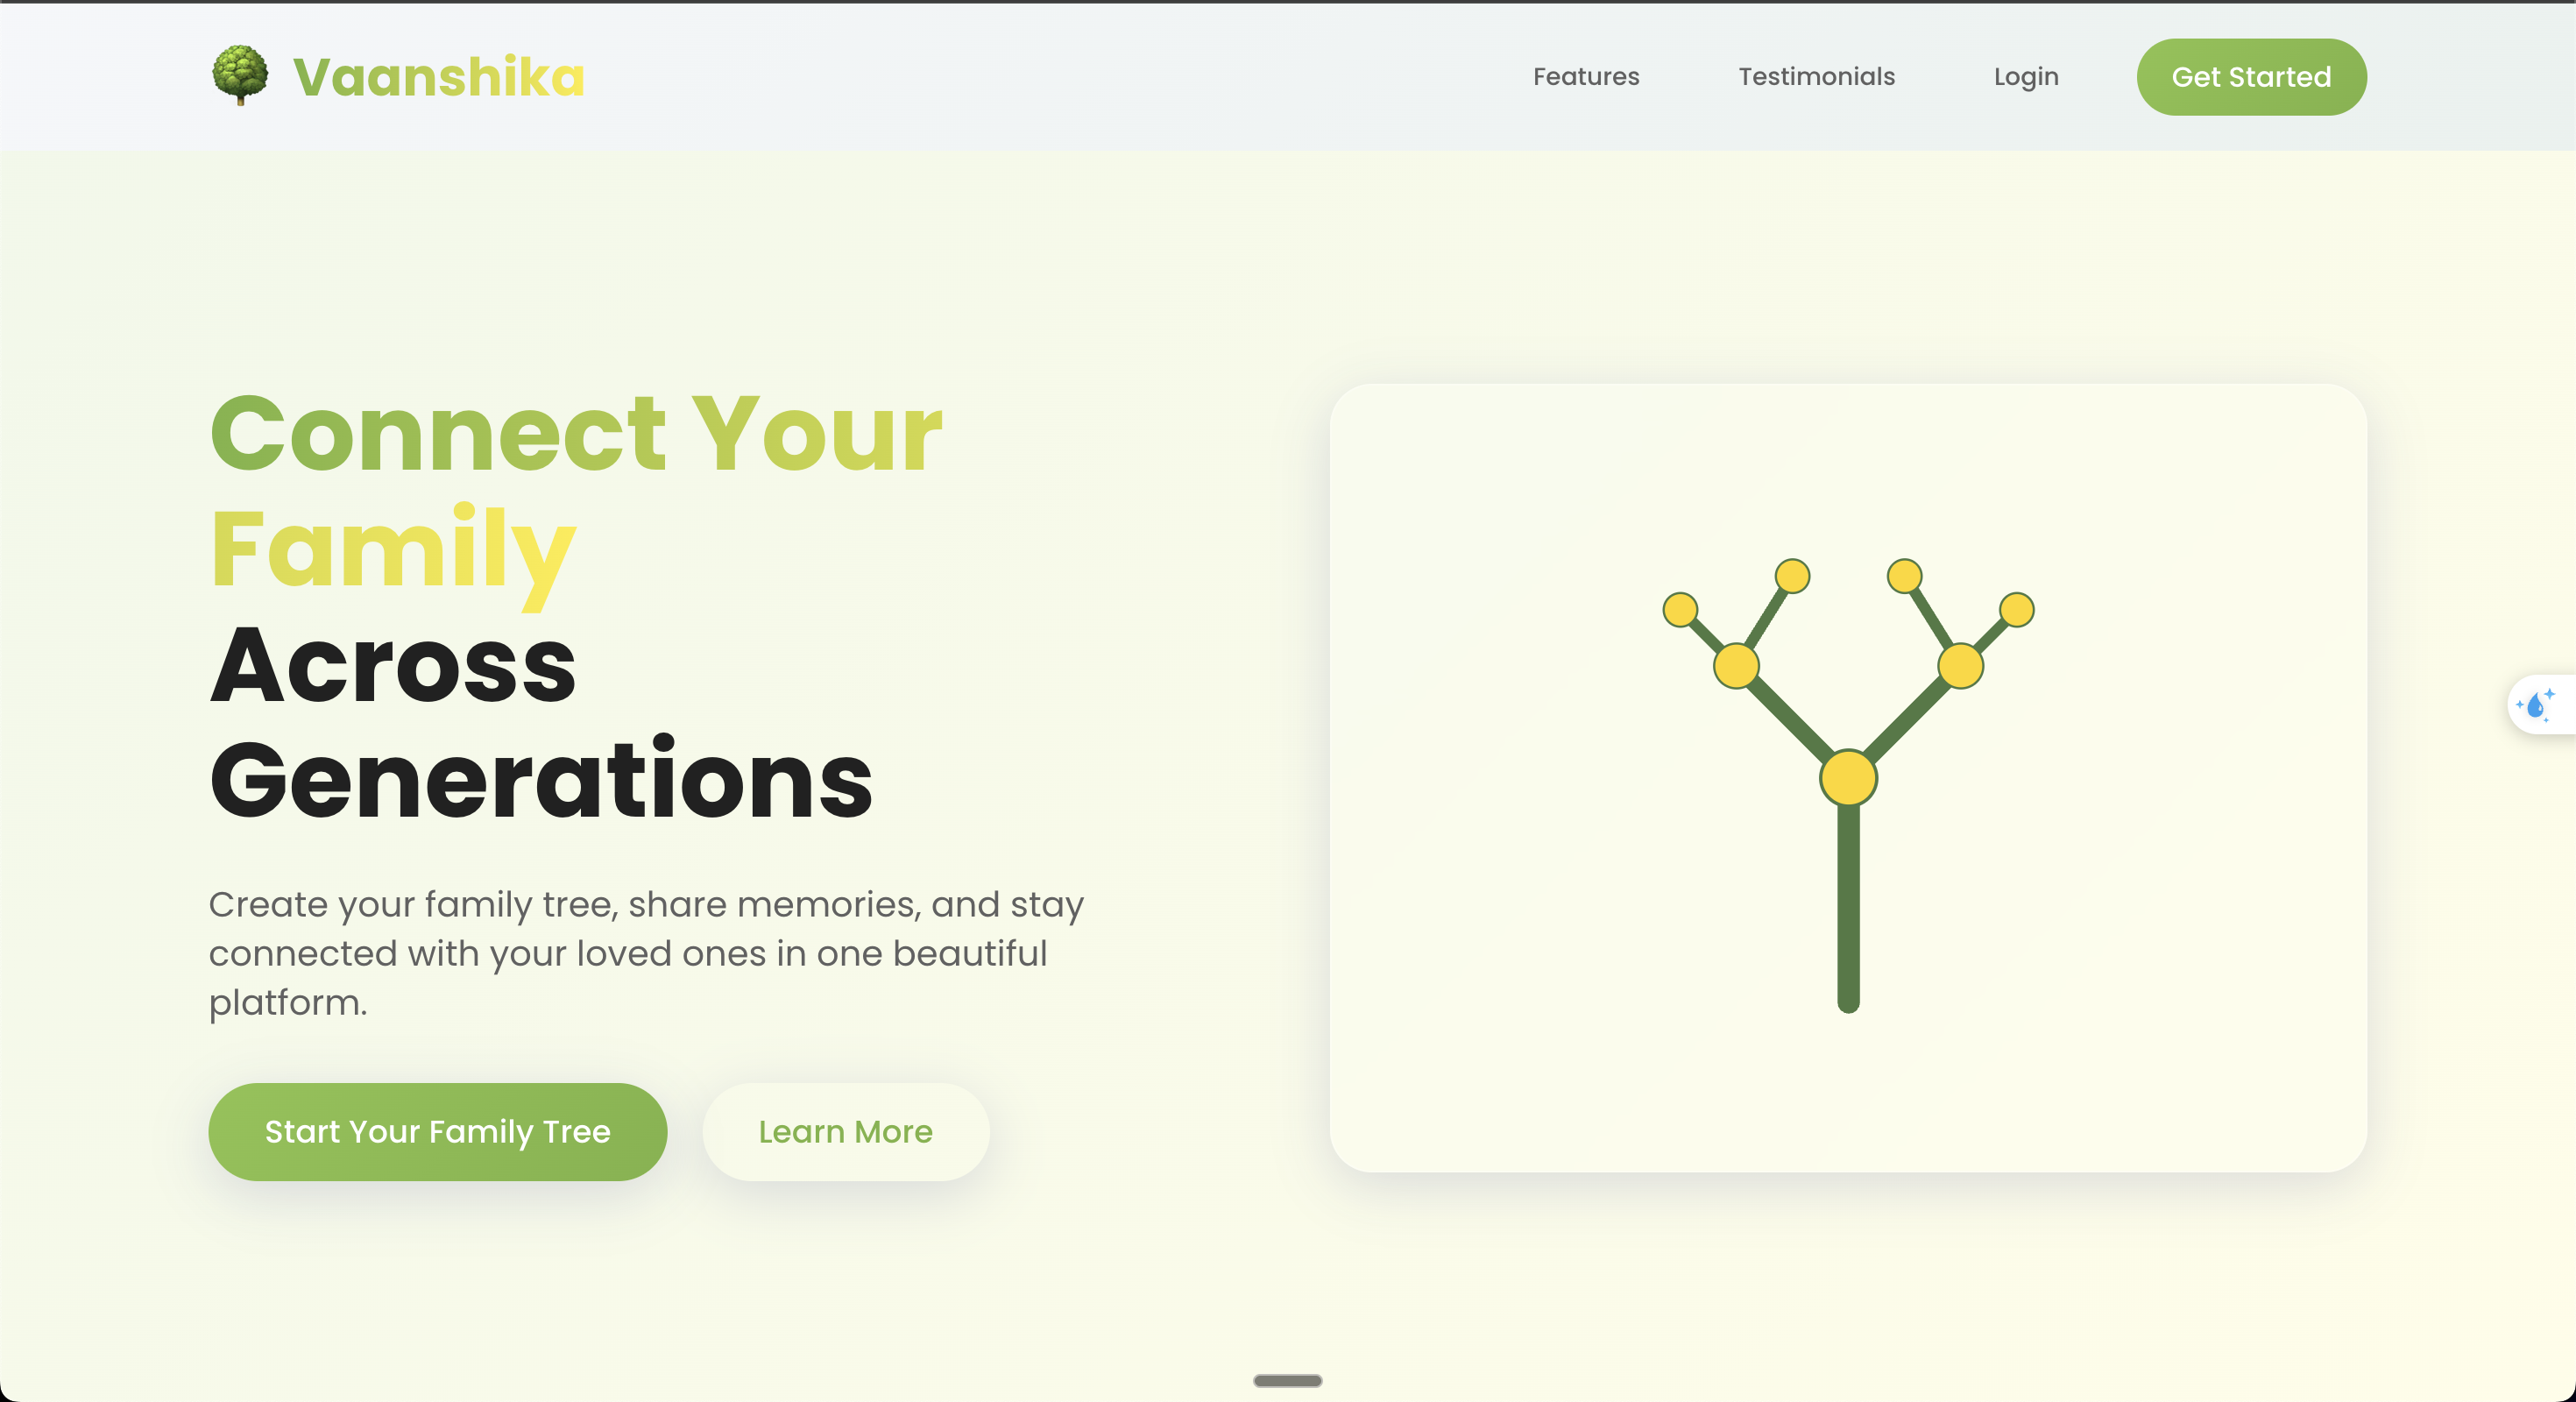 Vaanshika
Features
Testimonials
Login
Get Started
Connect Your
Family
Across
Generations
Create your family tree, share memories, and stay
connected with your loved ones in one beautiful
platform.
Start Your Family Tree
Learn More